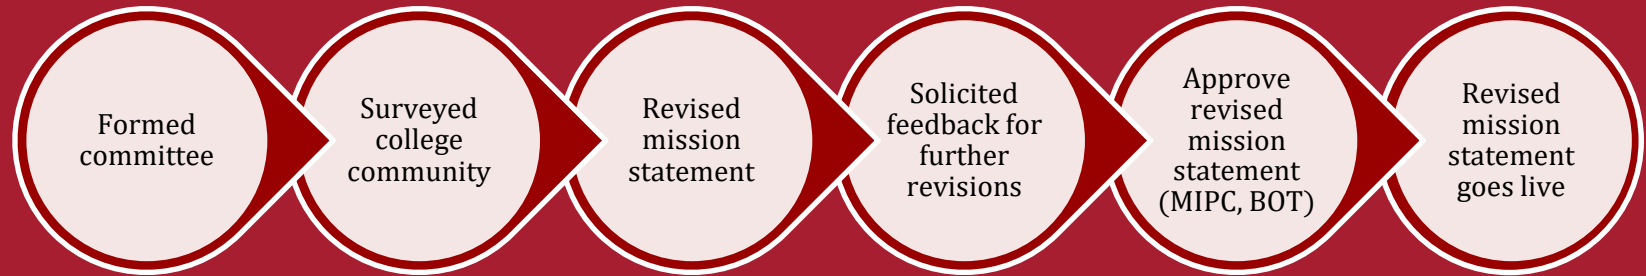 Formed
committee
Surveyed
college
community
Revised
mission
statement
Solicited
feedback for
further
revisions
Approve
revised
mission
statement
(MIPC, BOT)
Revised
mission
statement
goes live